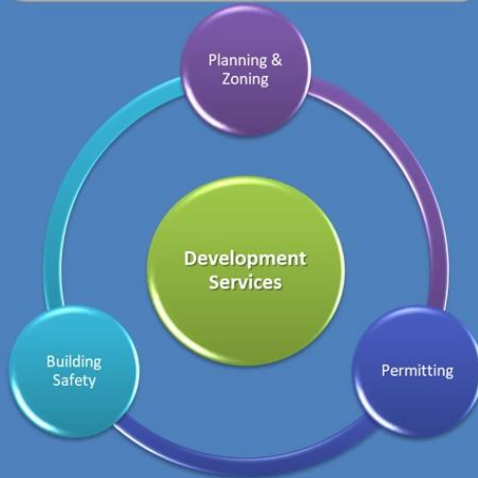 Planning &
Zoning
Development
Services
Building
Safety
Permitting